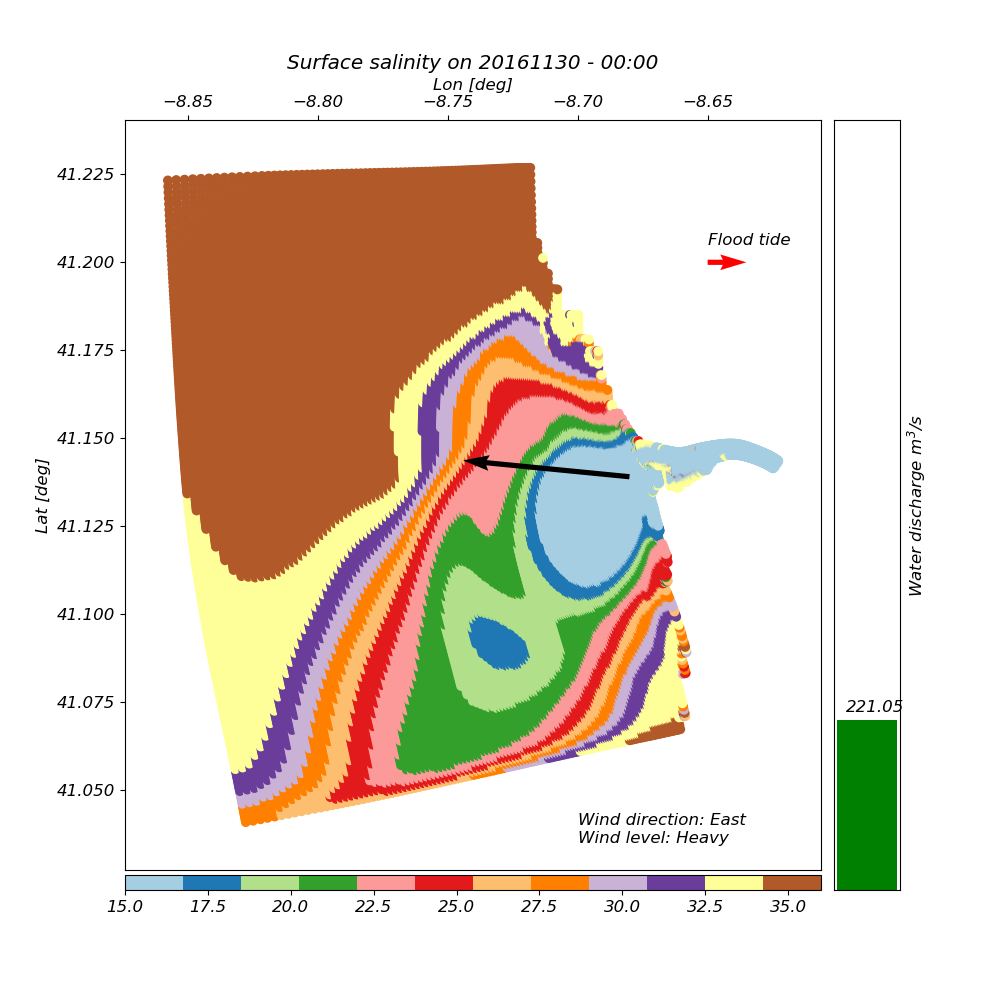 Surface salinity on 20161130 - 00:00
Lon [deg]
−8.85 −8.80 −8.75 −8.70 −8.65
41.225
41.200
41.175
41.150
41.125
41.100
41.075
41.050
Lat [deg]
Flood tide
Wind direction: East
Wind level: Heavy
15.0 17.5 20.0 22.5 25.0 27.5 30.0 32.5 35.0
221.05
Water discharge m³/s